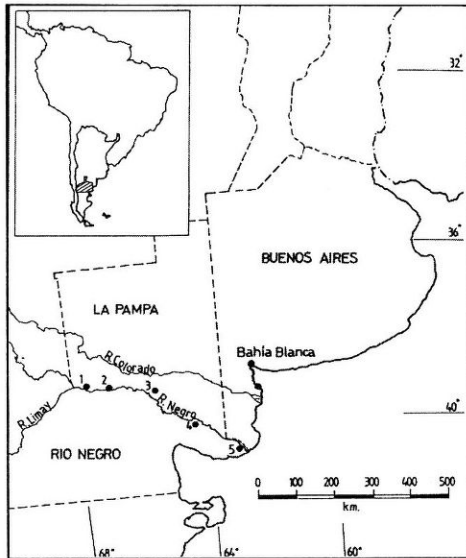 32°
36°
BUENOS AIRES
LA PAMPA
Bahía Blanca
R.Colorado
1
2
3
R. Negro
4
40°
R. Limay
5
RIO NEGRO
0 100 200 300 400 500
km.
68°
64
60°